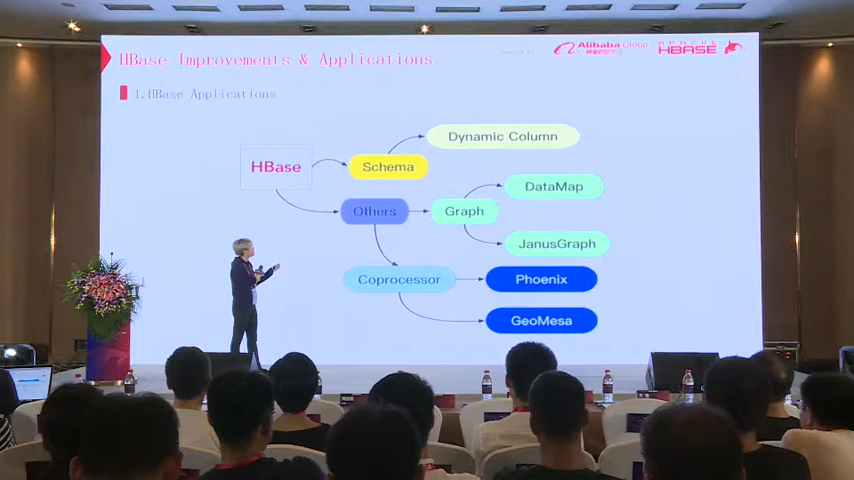 HBase Improvements & Applications
Alibaba Group
APACHE
HBASE
1.HBase Applications
Dynamic Column
HBase
Schema
DataMap
Others
Graph
JanusGraph
Coprocessor
Phoenix
GeoMesa